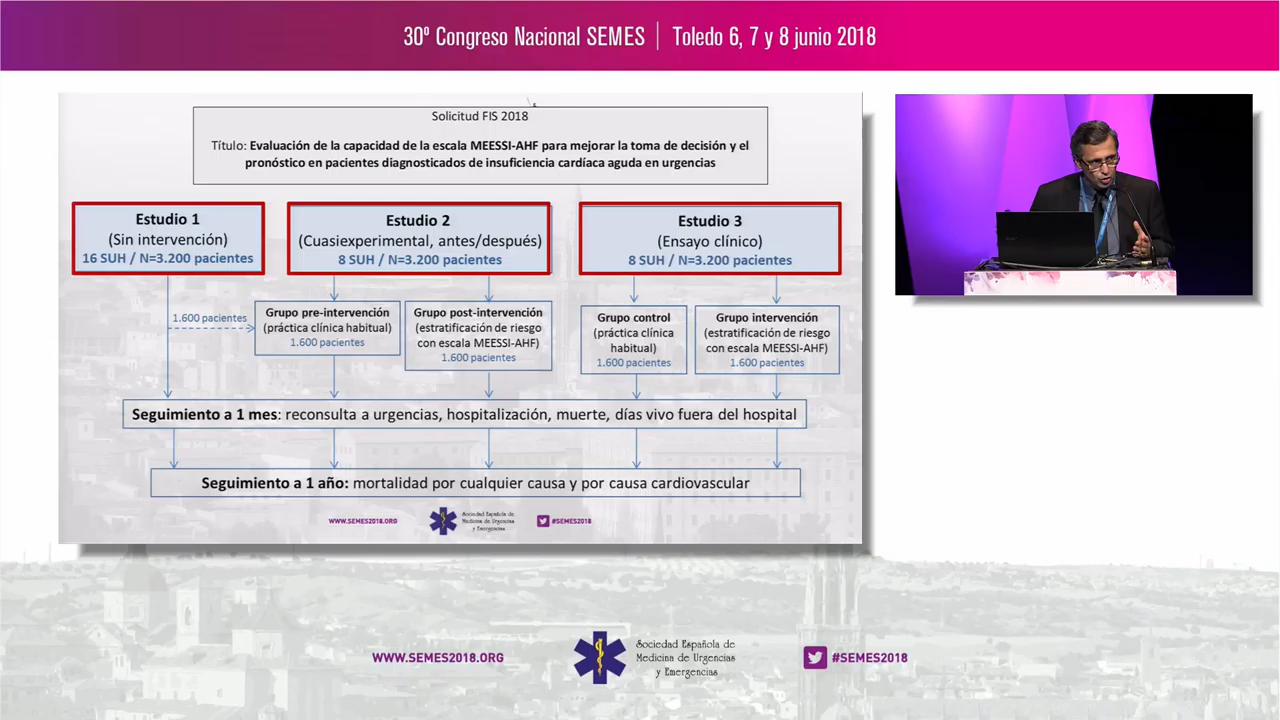 30º Congreso Nacional SEMES | Toledo 6, 7 y 8 junio 2018
Solicitud FIS 2018
Título: Evaluación de la capacidad de la escala MEESSI-AHF para mejorar la toma de decisión y el
pronóstico en pacientes diagnosticados de insuficiencia cardíaca aguda en urgencias
Estudio 1
(Sin intervención)
16 SUH / N=3.200 pacientes
Estudio 2
(Cuasiexperimental, antes/después)
8 SUH / N=3.200 pacientes
Estudio 3
(Ensayo clínico)
8 SUH / N=3.200 pacientes
1.600 pacientes
Grupo pre-intervención
(práctica clínica habitual)
1.600 pacientes
Grupo post-intervención
(estratificación de riesgo
con escala MEESSI-AHF)
1.600 pacientes
Grupo control
(práctica clínica
habitual)
1.600 pacientes
Grupo intervención
(estratificación de riesgo
con escala MEESSI-AHF)
1.600 pacientes
Seguimiento a 1 mes: reconsulta a urgencias, hospitalización, muerte, días vivo fuera del hospital
Seguimiento a 1 año: mortalidad por cualquier causa y por causa cardiovascular
WWW.SEMES2018.ORG
Sociedad Española de
Medicina de Urgencias
y Emergencias
#SEMES2018
WWW.SEMES2018.ORG
Sociedad Española de
Medicina de Urgencias
y Emergencias
#SEMES2018